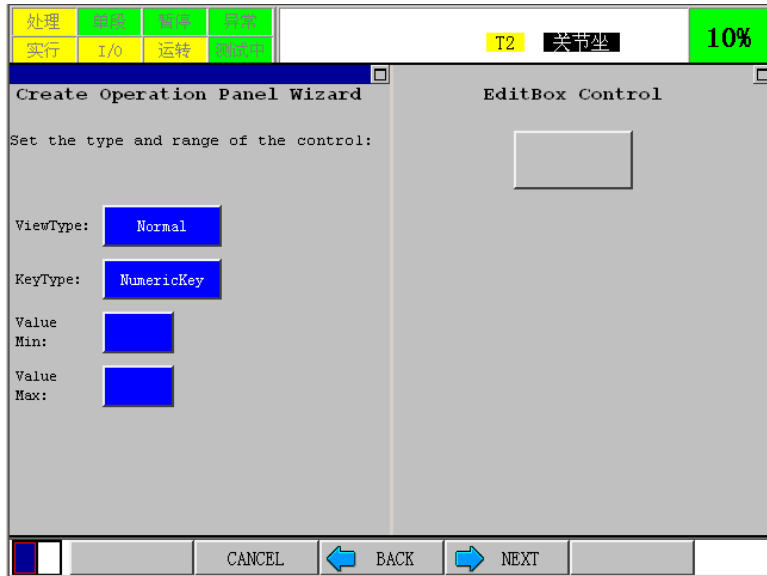 处理 单段 暂停 异常
实行 I/O 运转 测试中
T2 关节坐 10%
Create Operation Panel Wizard
EditBox Control
Set the type and range of the control:
ViewType: Normal
KeyType: NumericKey
Value
Min:
Value
Max:
CANCEL BACK NEXT